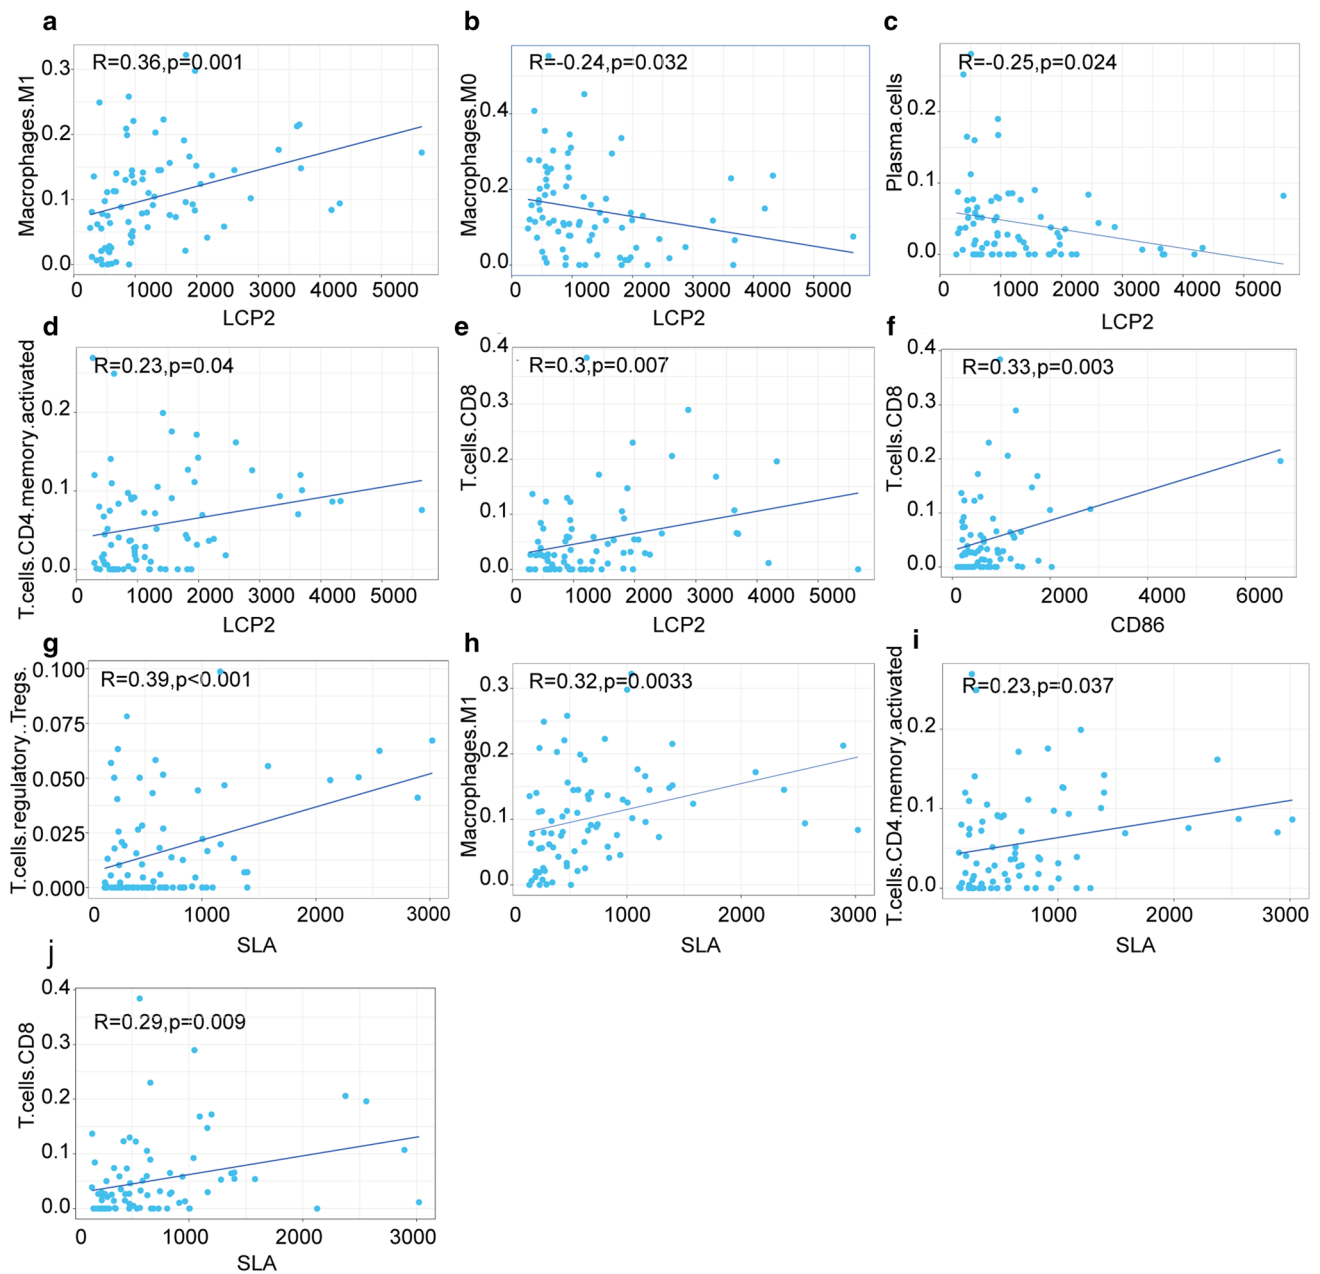 a
R=0.36,p=0.001
Macrophages.M1
0.3
0.2
0.1
0.0
0 1000 2000 3000 4000 5000
LCP2
b
R=-0.24,p=0.032
Macrophages.M0
0.4
0.2
0.0
0 1000 2000 3000 4000 5000
LCP2
c
R=-0.25,p=0.024
Plasma.cells
0.2
0.1
0.0
0 1000 2000 3000 4000 5000
LCP2
d
R=0.23,p=0.04
T.cells.CD4.memory.activated
0.2
0.1
0.0
0 1000 2000 3000 4000 5000
LCP2
e
R=0.3,p=0.007
T.cells.CD8
0.4
0.3
0.2
0.1
0.0
0 1000 2000 3000 4000 5000
LCP2
f
R=0.33,p=0.003
T.cells.CD8
0.4
0.3
0.2
0.1
0.0
0 2000 4000 6000
CD86
g
R=0.39,p<0.001
T.cells.regulatory..Tregs.
0.100
0.075
0.050
0.025
0.000
0 1000 2000 3000
SLA
h
R=0.32,p=0.0033
Macrophages.M1
0.3
0.2
0.1
0.0
0 1000 2000 3000
SLA
i
R=0.23,p=0.037
T.cells.CD4.memory.activated
0.2
0.1
0.0
1000 2000 3000
SLA
j
R=0.29,p=0.009
T.cells.CD8
0.4
0.3
0.2
0.1
0.0
0 1000 2000 3000
SLA